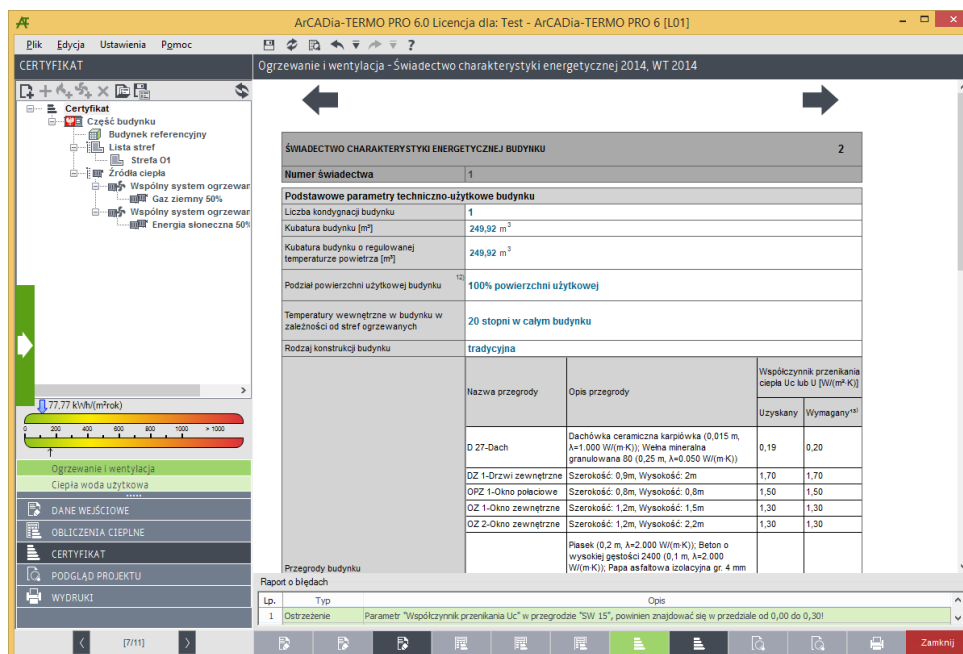 ArCADia-TERMO PRO 6.0 Licencja dla: Test - ArCADia-TERMO PRO 6 [L01]
Plik Edycja Ustawienia Pomoc
CERTYFIKAT
Ogrzewanie i wentylacja - Świadectwo charakterystyki energetycznej 2014, WT 2014
Certyfikat
Część budynku
Budynek referencyjny
Lista stref
Strefa O1
Źródła ciepła
Wspólny system ogrzewan
Gaz ziemny 50%
Wspólny system ogrzewan
Energia słoneczna 50%
77,77 kWh/(m²rok)
0 200 400 600 800 1000 > 1000
Ogrzewanie i wentylacja
Ciepła woda użytkowa
DANE WEJŚCIOWE
OBLICZENIA CIEPLNE
CERTYFIKAT
PODGLĄD PROJEKTU
WYDRUKI
[7/11]
ŚWIADECTWO CHARAKTERYSTYKI ENERGETYCZNEJ BUDYNKU 2
Numer świadectwa 1
Podstawowe parametry techniczno-użytkowe budynku
Liczba kondygnacji budynku 1
Kubatura budynku [m³] 249,92 m³
Kubatura budynku o regulowanej
temperaturze powietrza [m³] 249,92 m³
Podział powierzchni użytkowej budynku 12) 100% powierzchni użytkowej
Temperatury wewnętrzne w budynku w
zależności od stref ogrzewanych 20 stopni w całym budynku
Rodzaj konstrukcji budynku tradycyjna
Przegrody budynku
Nazwa przegrody Opis przegrody
Współczynnik przenikania
ciepła Uc lub U [W/(m²·K)]
Uzyskany Wymagany¹³⁾
D 27-Dach
Dachówka ceramiczna karpiówka (0,015 m,
λ=1.000 W/(m·K)); Wełna mineralna
granulowana 80 (0,25 m, λ=0.050 W/(m·K))
0,19 0,20
DZ 1-Drzwi zewnętrzne Szerokość: 0,9m, Wysokość: 2m 1,70 1,70
OPZ 1-Okno połaciowe Szerokość: 0,8m, Wysokość: 0,8m 1,50 1,50
OZ 1-Okno zewnętrzne Szerokość: 1,2m, Wysokość: 1,5m 1,30 1,30
OZ 2-Okno zewnętrzne Szerokość: 1,2m, Wysokość: 2,2m 1,30 1,30
Piasek (0,2 m, λ=2.000 W/(m·K)); Beton o
wysokiej gęstości 2400 (0,1 m, λ=2.000
W/(m·K)); Papa asfaltowa izolacyjna gr. 4 mm
Raport o błędach
Lp. Typ Opis
1 Ostrzeżenie Parametr "Współczynnik przenikania Uc" w przegrodzie "SW 15", powinien znajdować się w przedziale od 0,00 do 0,30!
Zamknij